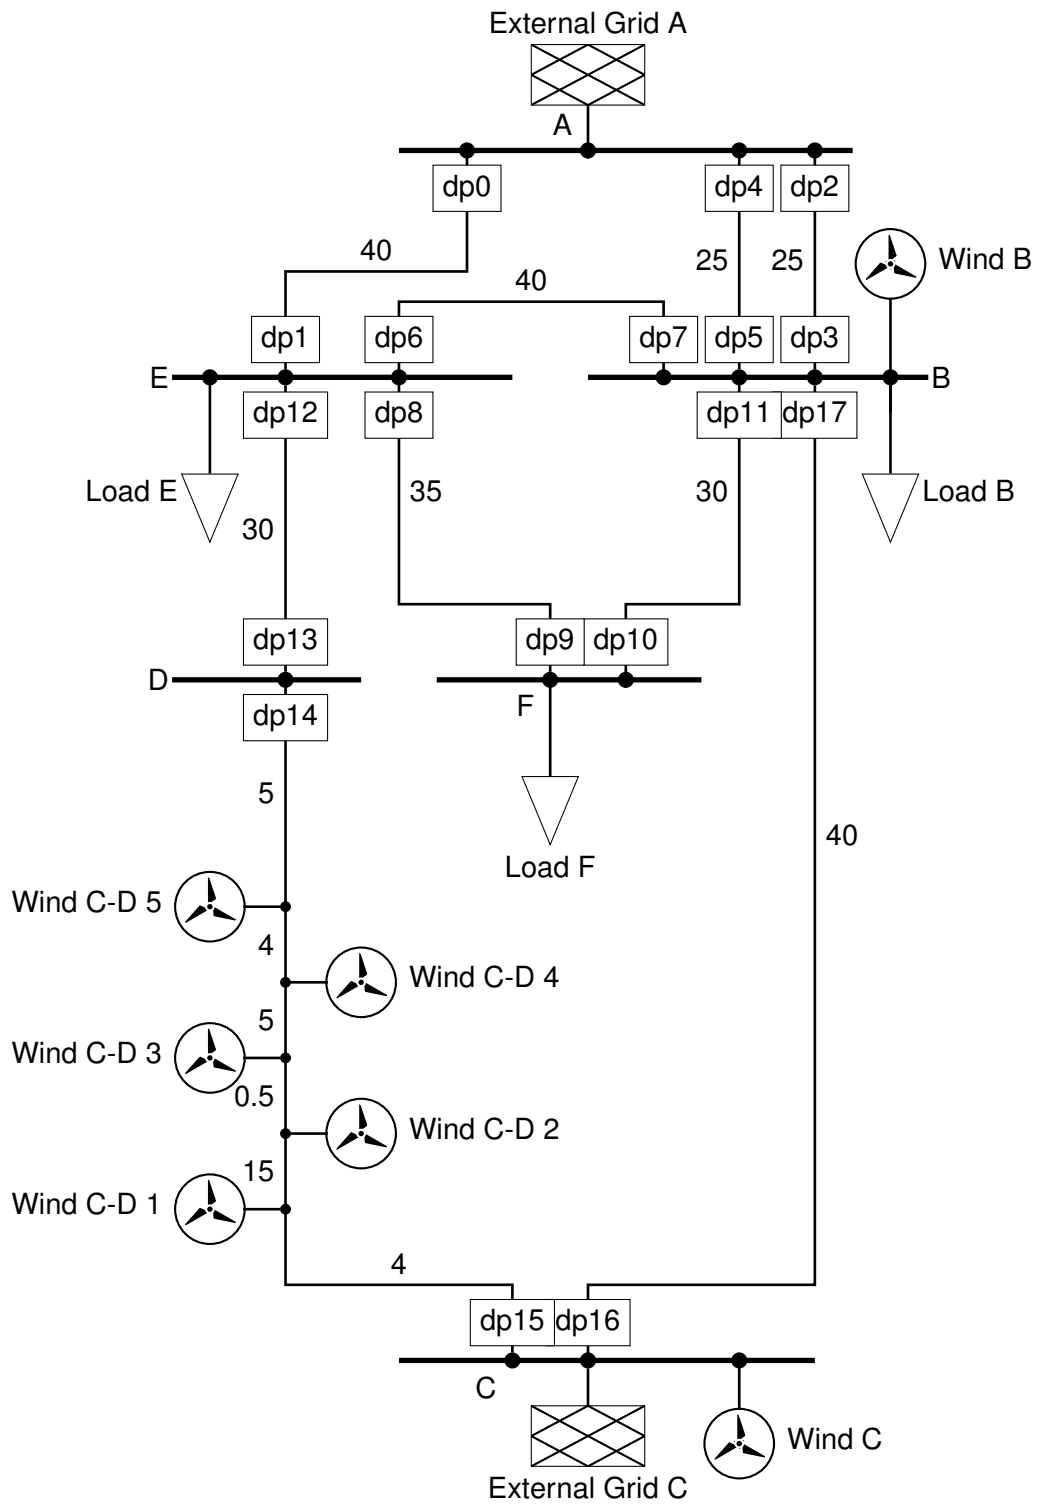 External Grid A
A
dp0
dp4
dp2
40
25
25
Wind B
40
dp1
dp6
dp7
dp5
dp3
E
B
dp12
dp8
dp11
dp17
Load E
35
30
Load B
30
dp13
dp9
dp10
D
F
dp14
5
40
Load F
Wind C-D 5
4
Wind C-D 4
5
Wind C-D 3
0.5
Wind C-D 2
15
Wind C-D 1
4
dp15
dp16
C
Wind C
External Grid C